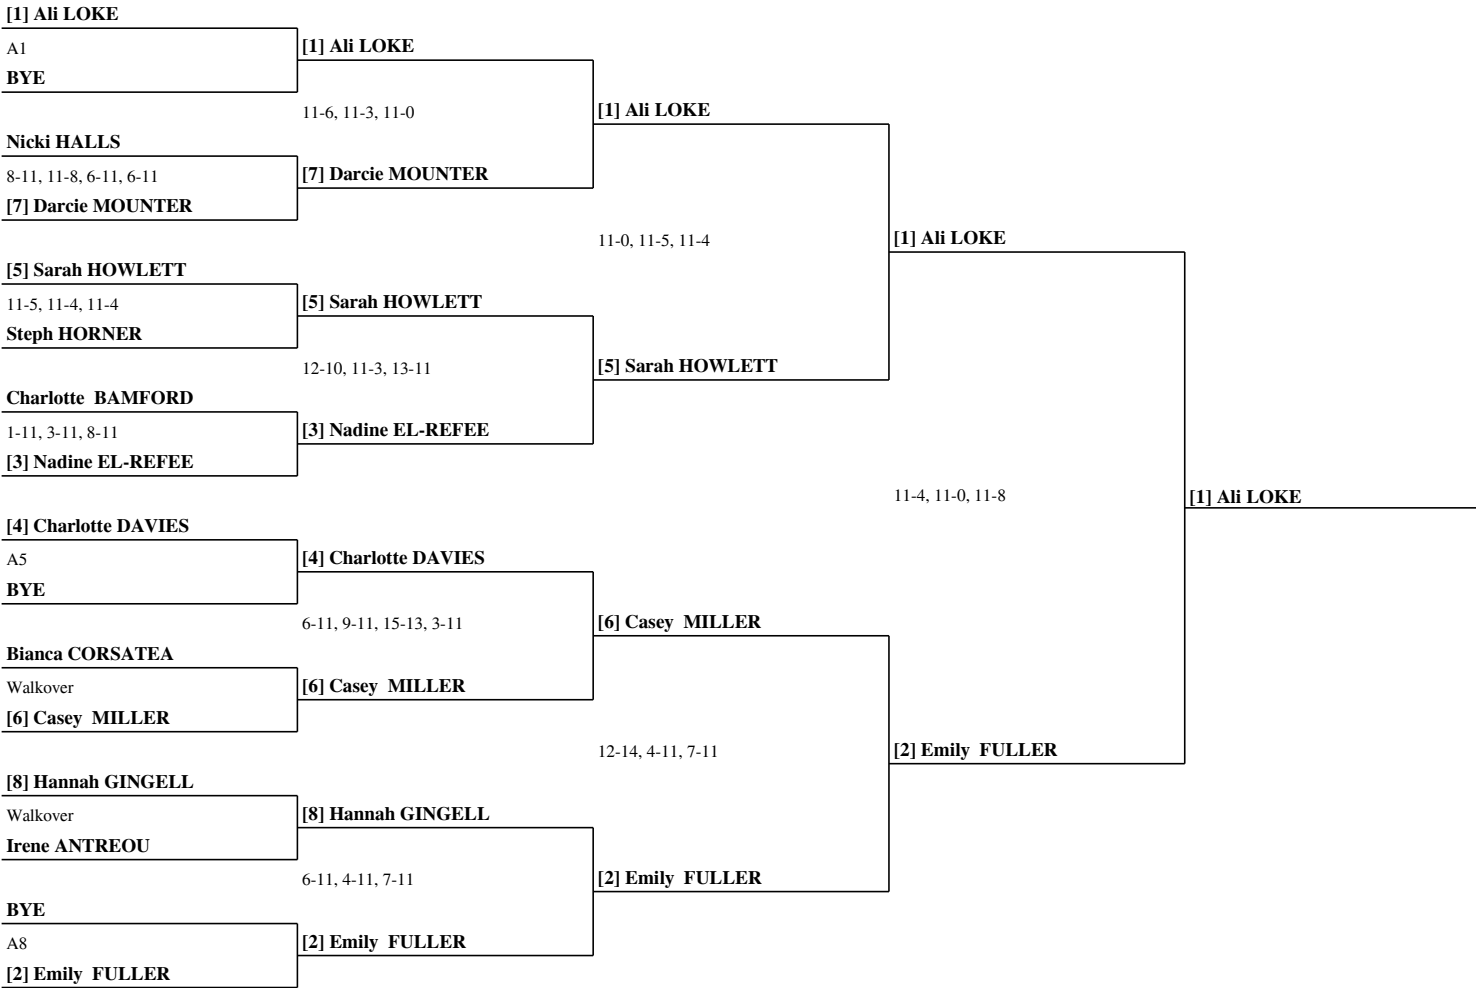 [1] Ali LOKE
A1
BYE
Nicki HALLS
8-11, 11-8, 6-11, 6-11
[7] Darcie MOUNTER
[5] Sarah HOWLETT
11-5, 11-4, 11-4
Steph HORNER
Charlotte BAMFORD
1-11, 3-11, 8-11
[3] Nadine EL-REFEE
[4] Charlotte DAVIES
A5
BYE
Bianca CORSATEA
Walkover
[6] Casey MILLER
[8] Hannah GINGELL
Walkover
Irene ANTREOU
BYE
A8
[2] Emily FULLER
[1] Ali LOKE
11-6, 11-3, 11-0
[7] Darcie MOUNTER
[5] Sarah HOWLETT
12-10, 11-3, 13-11
[3] Nadine EL-REFEE
[4] Charlotte DAVIES
6-11, 9-11, 15-13, 3-11
[6] Casey MILLER
[8] Hannah GINGELL
6-11, 4-11, 7-11
[2] Emily FULLER
[1] Ali LOKE
11-0, 11-5, 11-4
[5] Sarah HOWLETT
[6] Casey MILLER
12-14, 4-11, 7-11
[2] Emily FULLER
[1] Ali LOKE
11-4, 11-0, 11-8
[2] Emily FULLER
[1] Ali LOKE